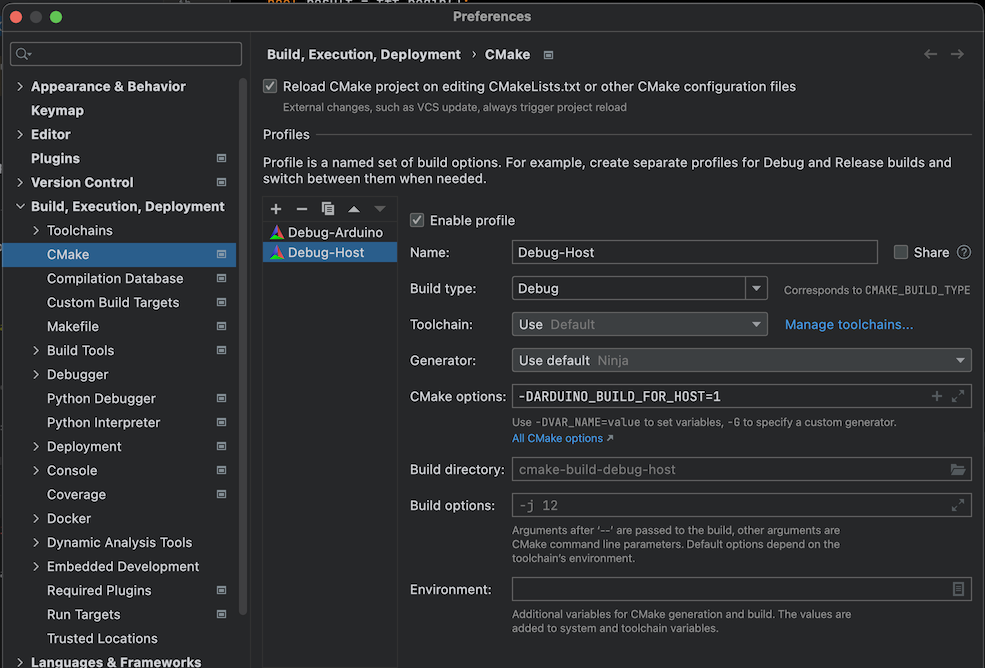 Preferences
Appearance & Behavior
Keymap
Editor
Plugins
Version Control
Build, Execution, Deployment
Toolchains
CMake
Compilation Database
Custom Build Targets
Makefile
Build Tools
Debugger
Python Debugger
Python Interpreter
Deployment
Console
Coverage
Docker
Dynamic Analysis Tools
Embedded Development
Required Plugins
Run Targets
Trusted Locations
Languages & Frameworks
Build, Execution, Deployment › CMake
Reload CMake project on editing CMakeLists.txt or other CMake configuration files
External changes, such as VCS update, always trigger project reload
Profiles
Profile is a named set of build options. For example, create separate profiles for Debug and Release builds and
switch between them when needed.
Debug-Arduino
Debug-Host
Enable profile
Name: Debug-Host Share
Build type: Debug Corresponds to CMAKE_BUILD_TYPE
Toolchain: Use Default Manage toolchains...
Generator: Use default Ninja
CMake options: -DARDUINO_BUILD_FOR_HOST=1
Use -DVAR_NAME=value to set variables, -G to specify a custom generator.
All CMake options ↗
Build directory: cmake-build-debug-host
Build options: -j 12
Arguments after ‘--’ are passed to the build, other arguments are
CMake command line parameters. Default options depend on the
toolchain’s environment.
Environment:
Additional variables for CMake generation and build. The values are
added to system and toolchain variables.